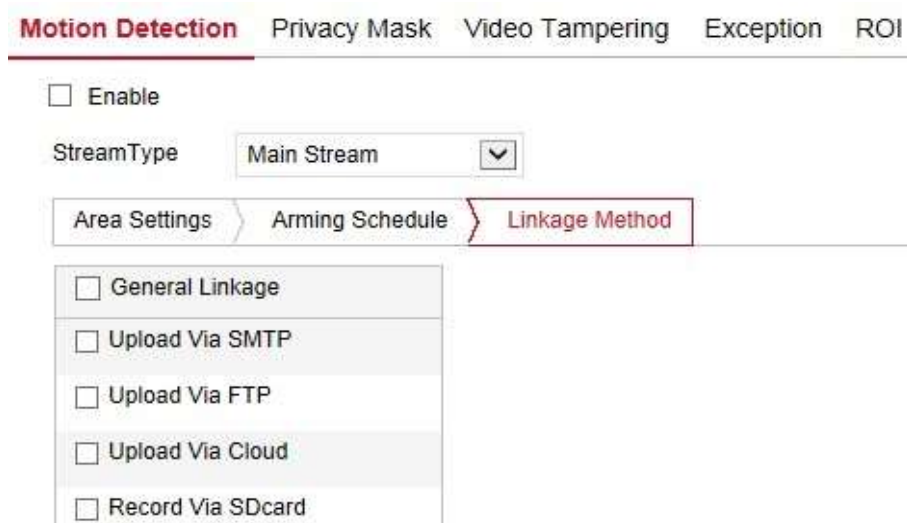 Motion Detection Privacy Mask Video Tampering Exception ROI
Enable
StreamType Main Stream
Area Settings Arming Schedule Linkage Method
General Linkage
Upload Via SMTP
Upload Via FTP
Upload Via Cloud
Record Via SDcard